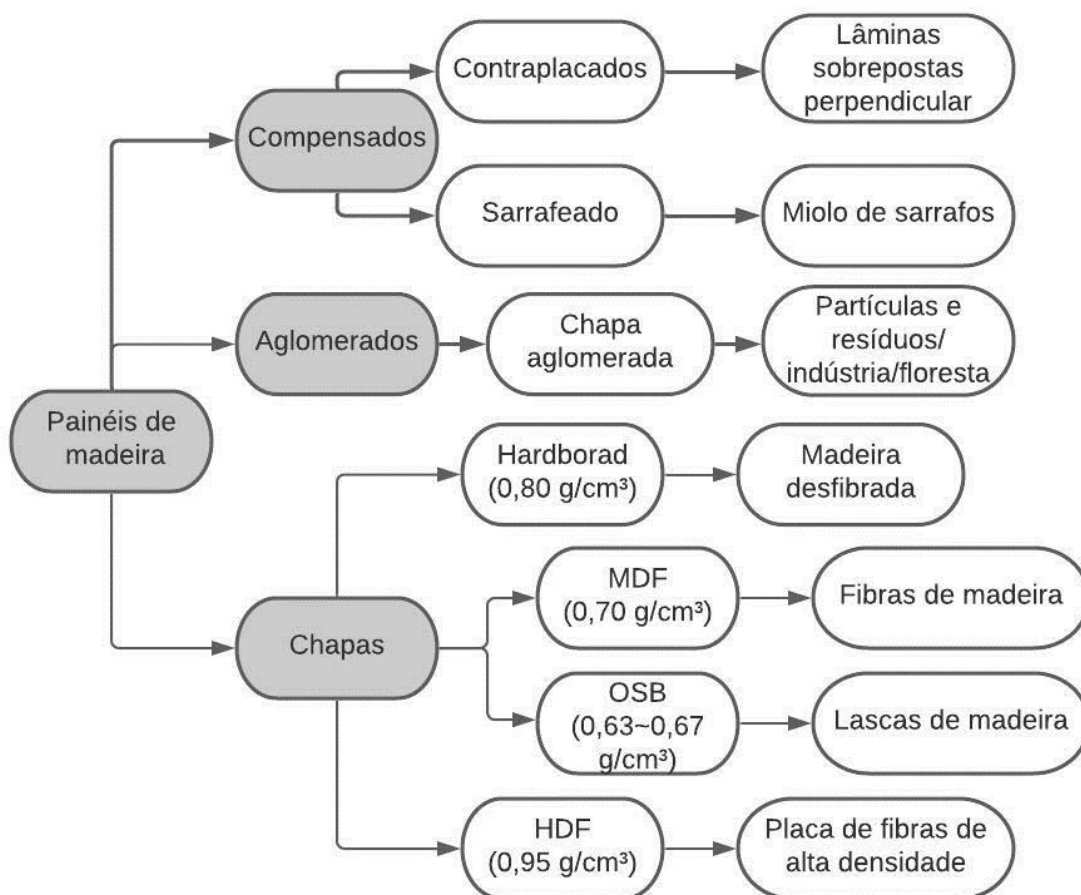 Contraplacados
Lâminas
sobrepostas
perpendicular
Compensados
Sarrafeado
Miolo de sarrafos
Aglomerados
Chapa
aglomerada
Partículas e
resíduos/
indústria/floresta
Painéis de
madeira
Hardborad
(0,80 g/cm³)
Madeira
desfibrada
MDF
(0,70 g/cm³)
Fibras de madeira
Chapas
OSB
(0,63~0,67
g/cm³)
Lascas de madeira
HDF
(0,95 g/cm³)
Placa de fibras de
alta densidade